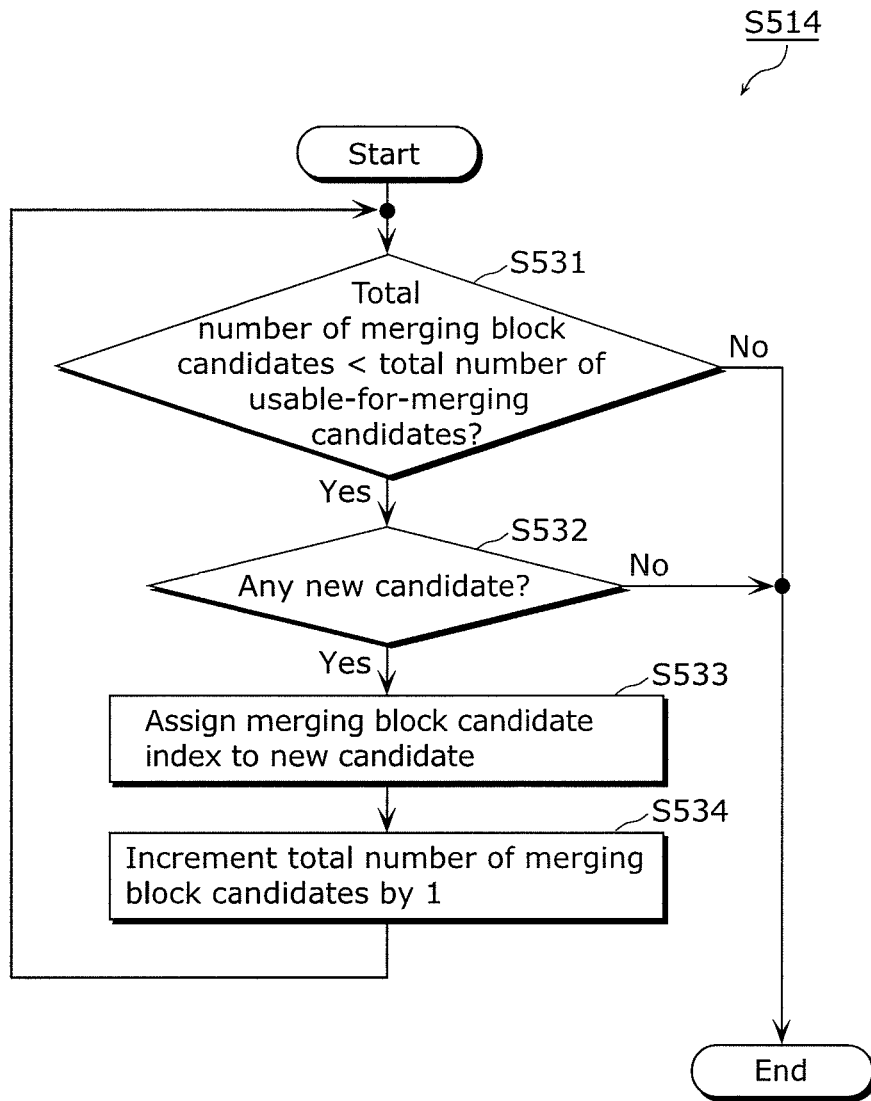 S514
Start
S531
Total
number of merging block
candidates < total number of
usable-for-merging
candidates?
No
Yes
S532
Any new candidate?
No
Yes
S533
Assign merging block candidate
index to new candidate
S534
Increment total number of merging
block candidates by 1
End